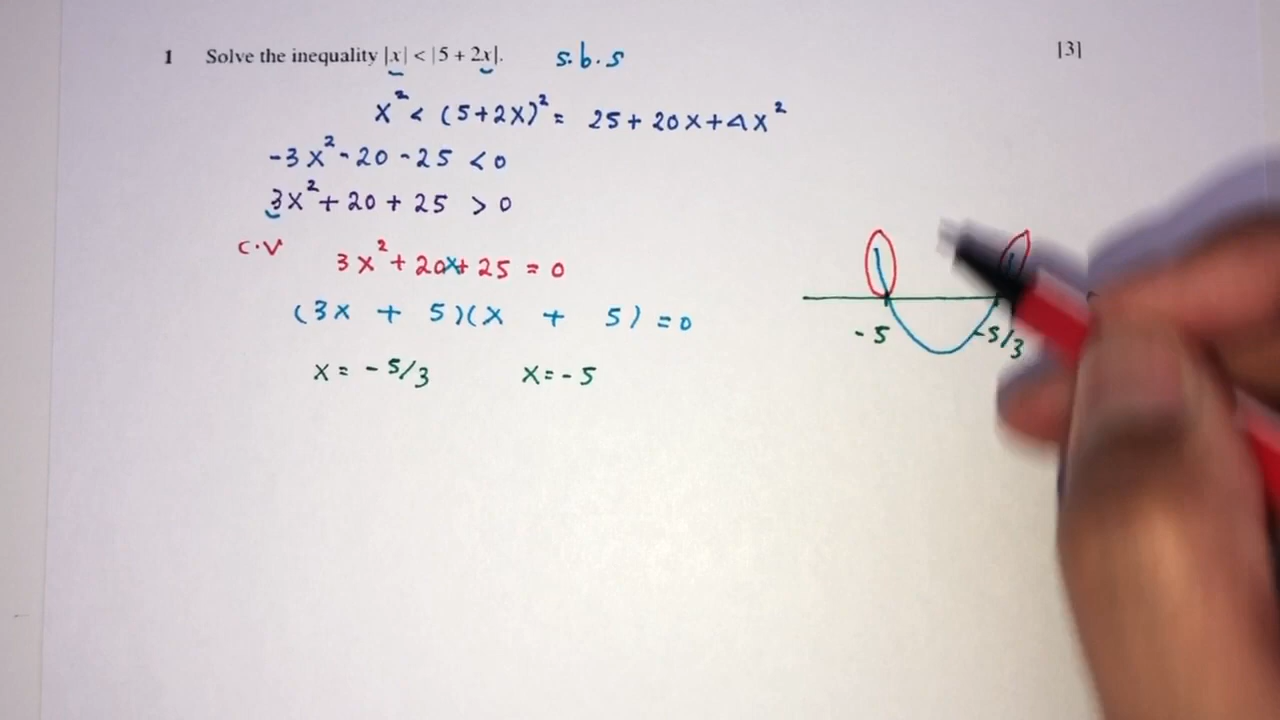 1 Solve the inequality |x| < |5 + 2x|. s.b.s [3]
x² < (5+2x)² = 25 + 20x + 4x²
-3x² - 20 - 25 < 0
3x² + 20 + 25 > 0
C.V 3x² + 20x + 25 = 0
(3x + 5)(x + 5) = 0
x = -5/3 x = -5
-5 -5/3